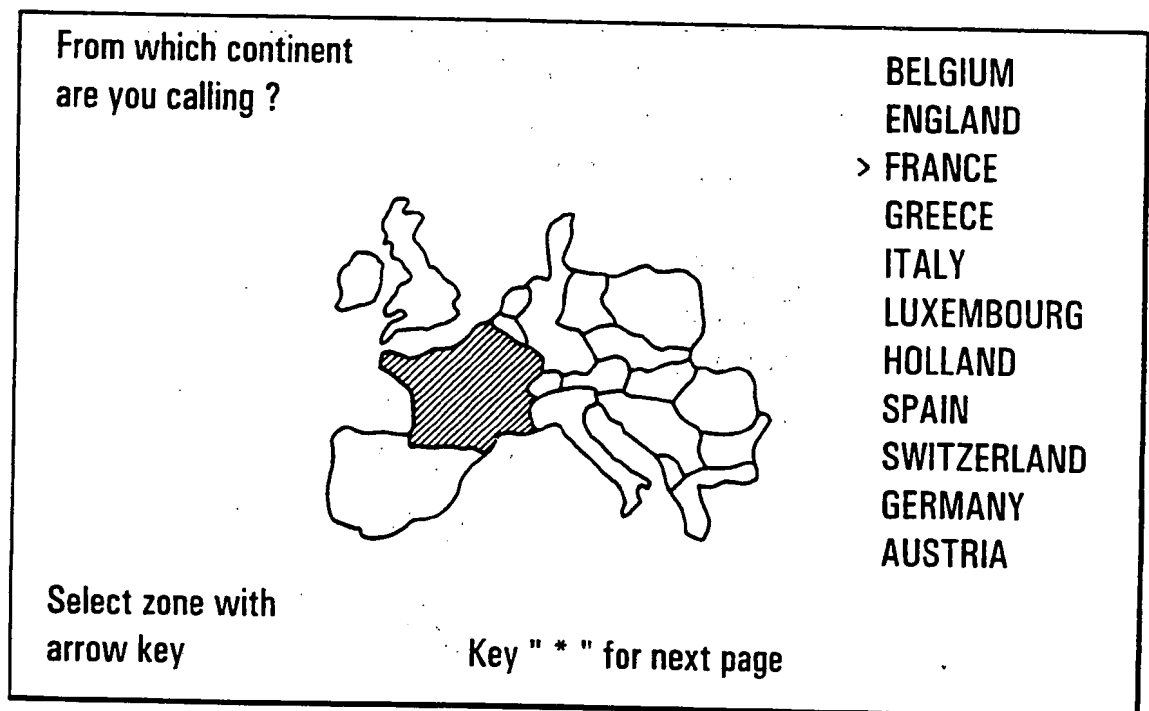 From which continent
are you calling ?
BELGIUM
ENGLAND
> FRANCE
GREECE
ITALY
LUXEMBOURG
HOLLAND
SPAIN
SWITZERLAND
GERMANY
AUSTRIA
Select zone with
arrow key
Key " * " for next page